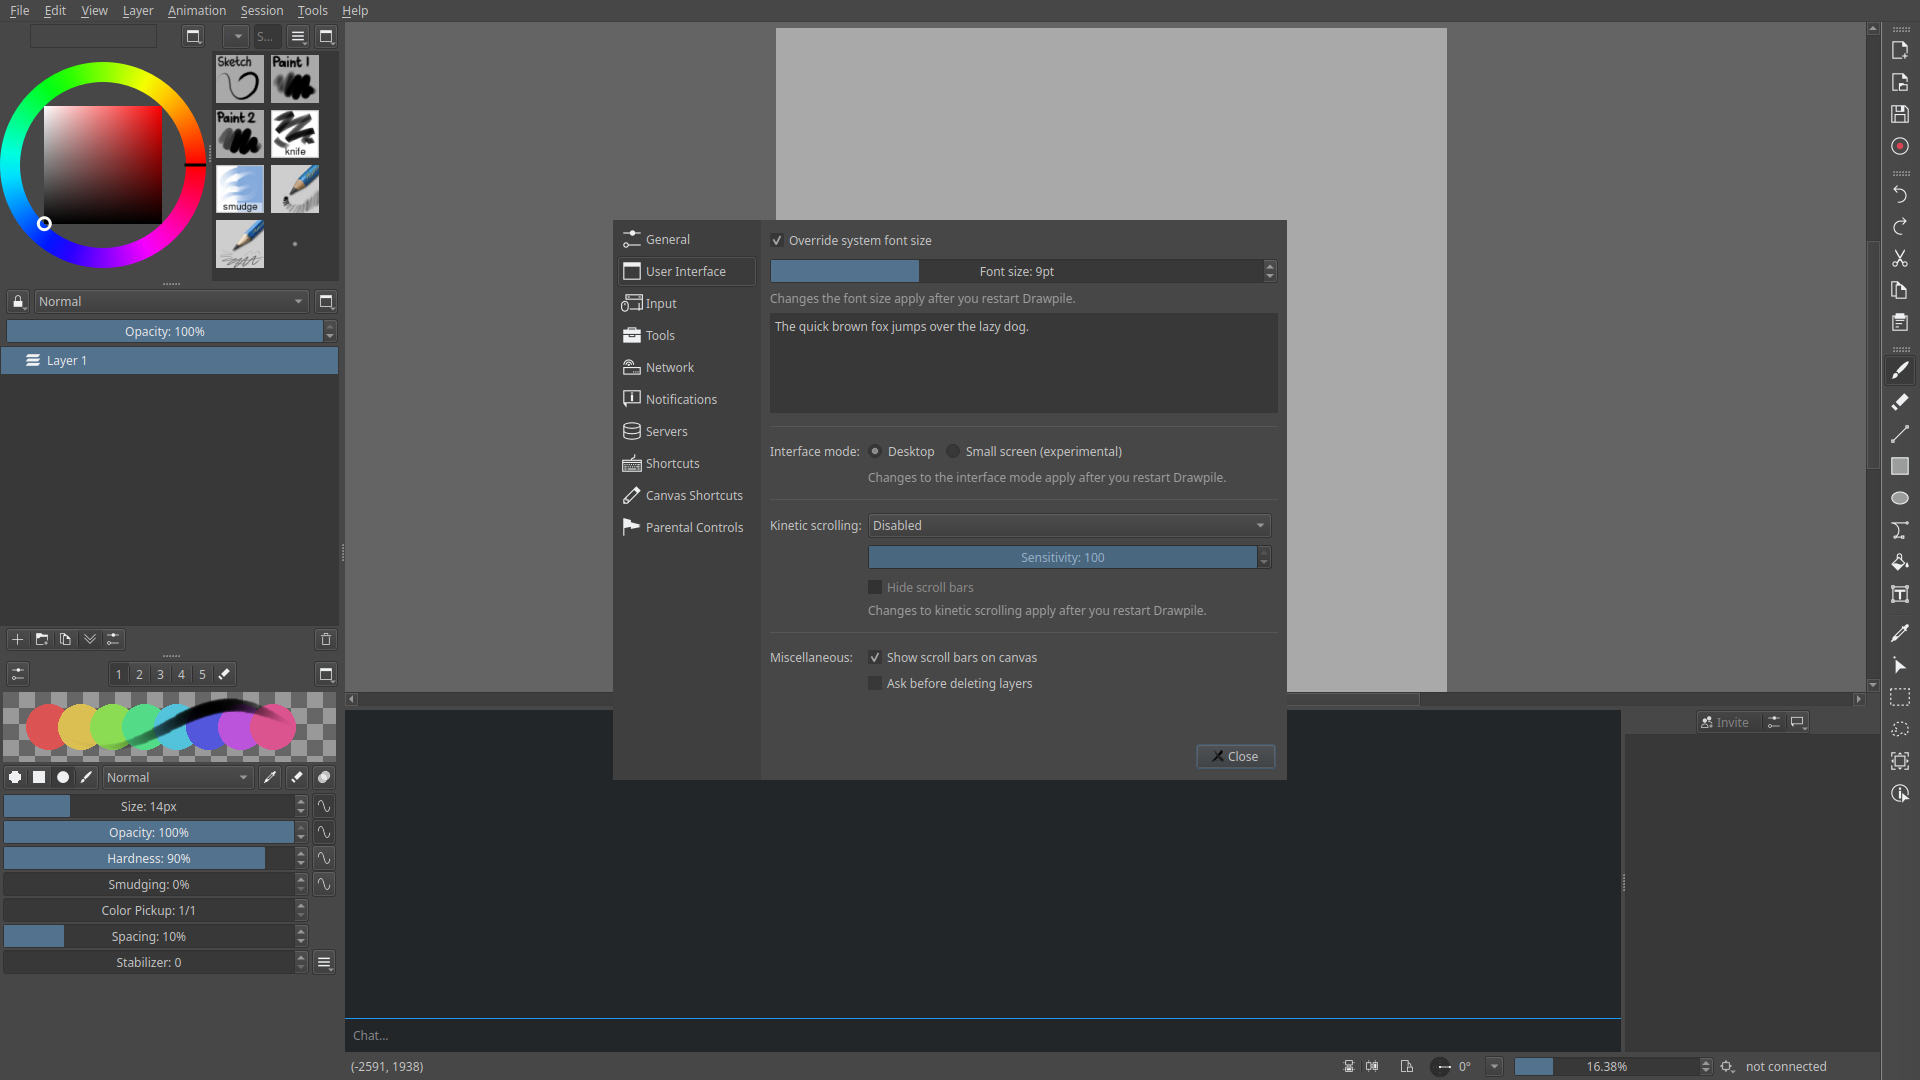 File Edit View Layer Animation Session Tools Help
S...
Sketch Paint 1
Paint 2 knife
smudge
Normal
Opacity: 100%
Layer 1
1 2 3 4 5
Normal
Size: 14px
Opacity: 100%
Hardness: 90%
Smudging: 0%
Color Pickup: 1/1
Spacing: 10%
Stabilizer: 0
General
User Interface
Input
Tools
Network
Notifications
Servers
Shortcuts
Canvas Shortcuts
Parental Controls
Override system font size
Font size: 9pt
Changes the font size apply after you restart Drawpile.
The quick brown fox jumps over the lazy dog.
Interface mode: Desktop Small screen (experimental)
Changes to the interface mode apply after you restart Drawpile.
Kinetic scrolling: Disabled
Sensitivity: 100
Hide scroll bars
Changes to kinetic scrolling apply after you restart Drawpile.
Miscellaneous: Show scroll bars on canvas
Ask before deleting layers
Close
Invite
Chat...
(-2591, 1938)
0°
16.38%
not connected